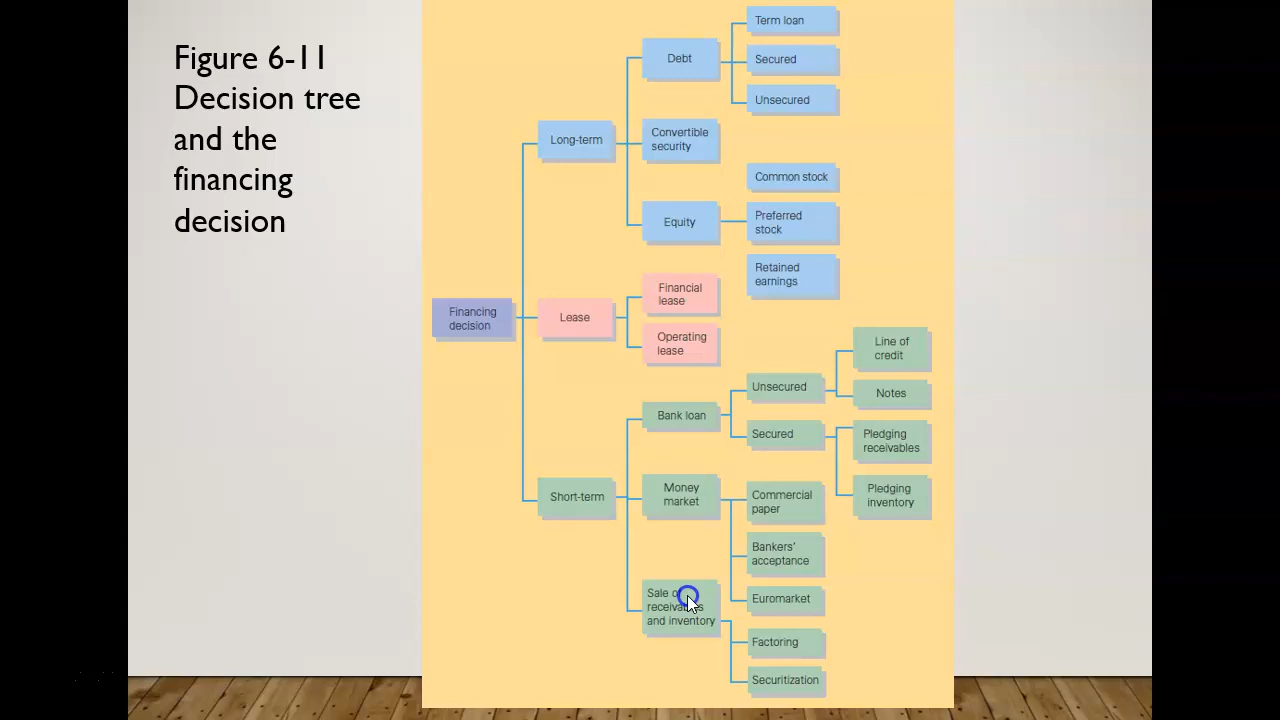 Figure 6-11
Decision tree
and the
financing
decision
Financing
decision
Long-term
Debt
Term loan
Secured
Unsecured
Convertible
security
Equity
Common stock
Preferred
stock
Retained
earnings
Lease
Financial
lease
Operating
lease
Short-term
Bank loan
Unsecured
Line of
credit
Notes
Secured
Pledging
receivables
Pledging
inventory
Money
market
Commercial
paper
Bankers’
acceptance
Euromarket
Sale
and inventory
Factoring
Securitization